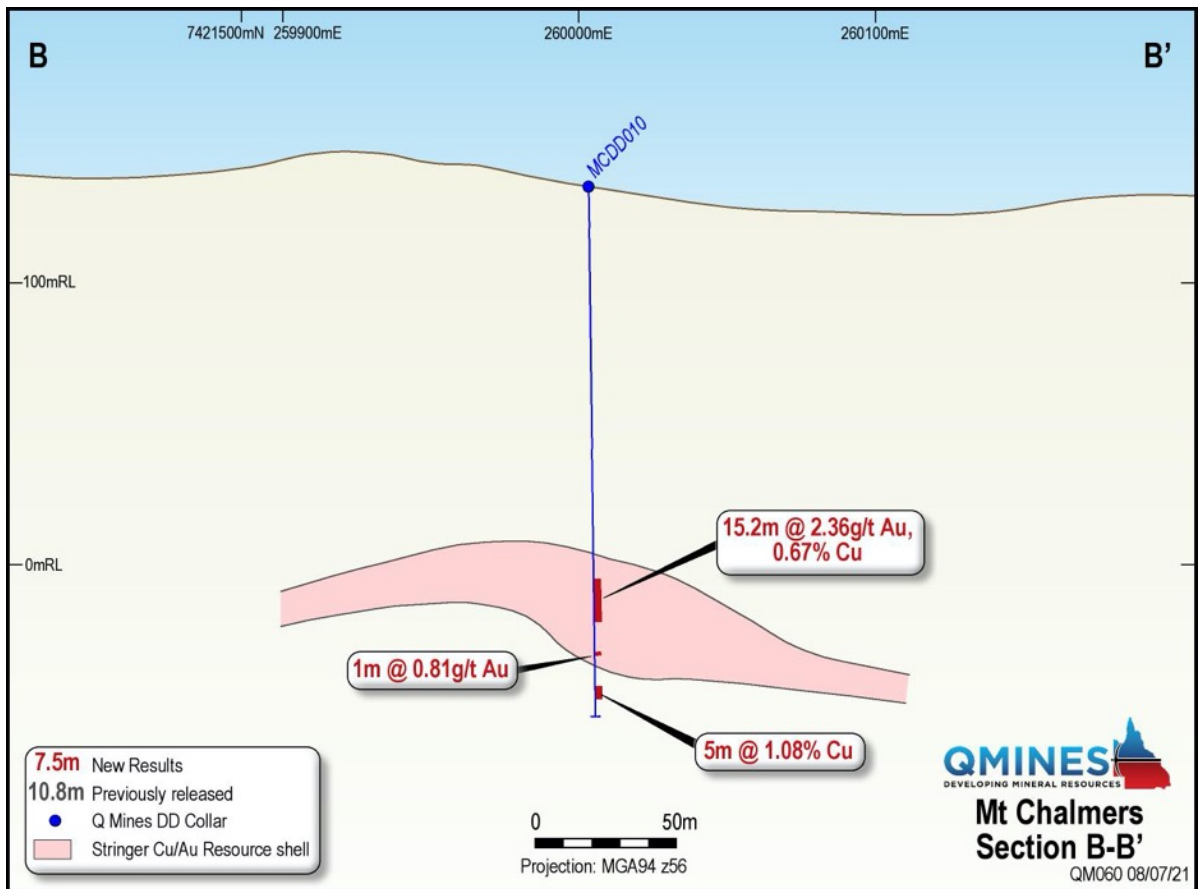 7421500mN 259900mE 260000mE 260100mE
B
B’
MCDD010
100mRL
0mRL
15.2m @ 2.36g/t Au,
0.67% Cu
1m @ 0.81g/t Au
5m @ 1.08% Cu
7.5m New Results
10.8m Previously released
Q Mines DD Collar
Stringer Cu/Au Resource shell
0 50m
Projection: MGA94 z56
QMINES
DEVELOPING MINERAL RESOURCES
Mt Chalmers
Section B-B’
QM060 08/07/21